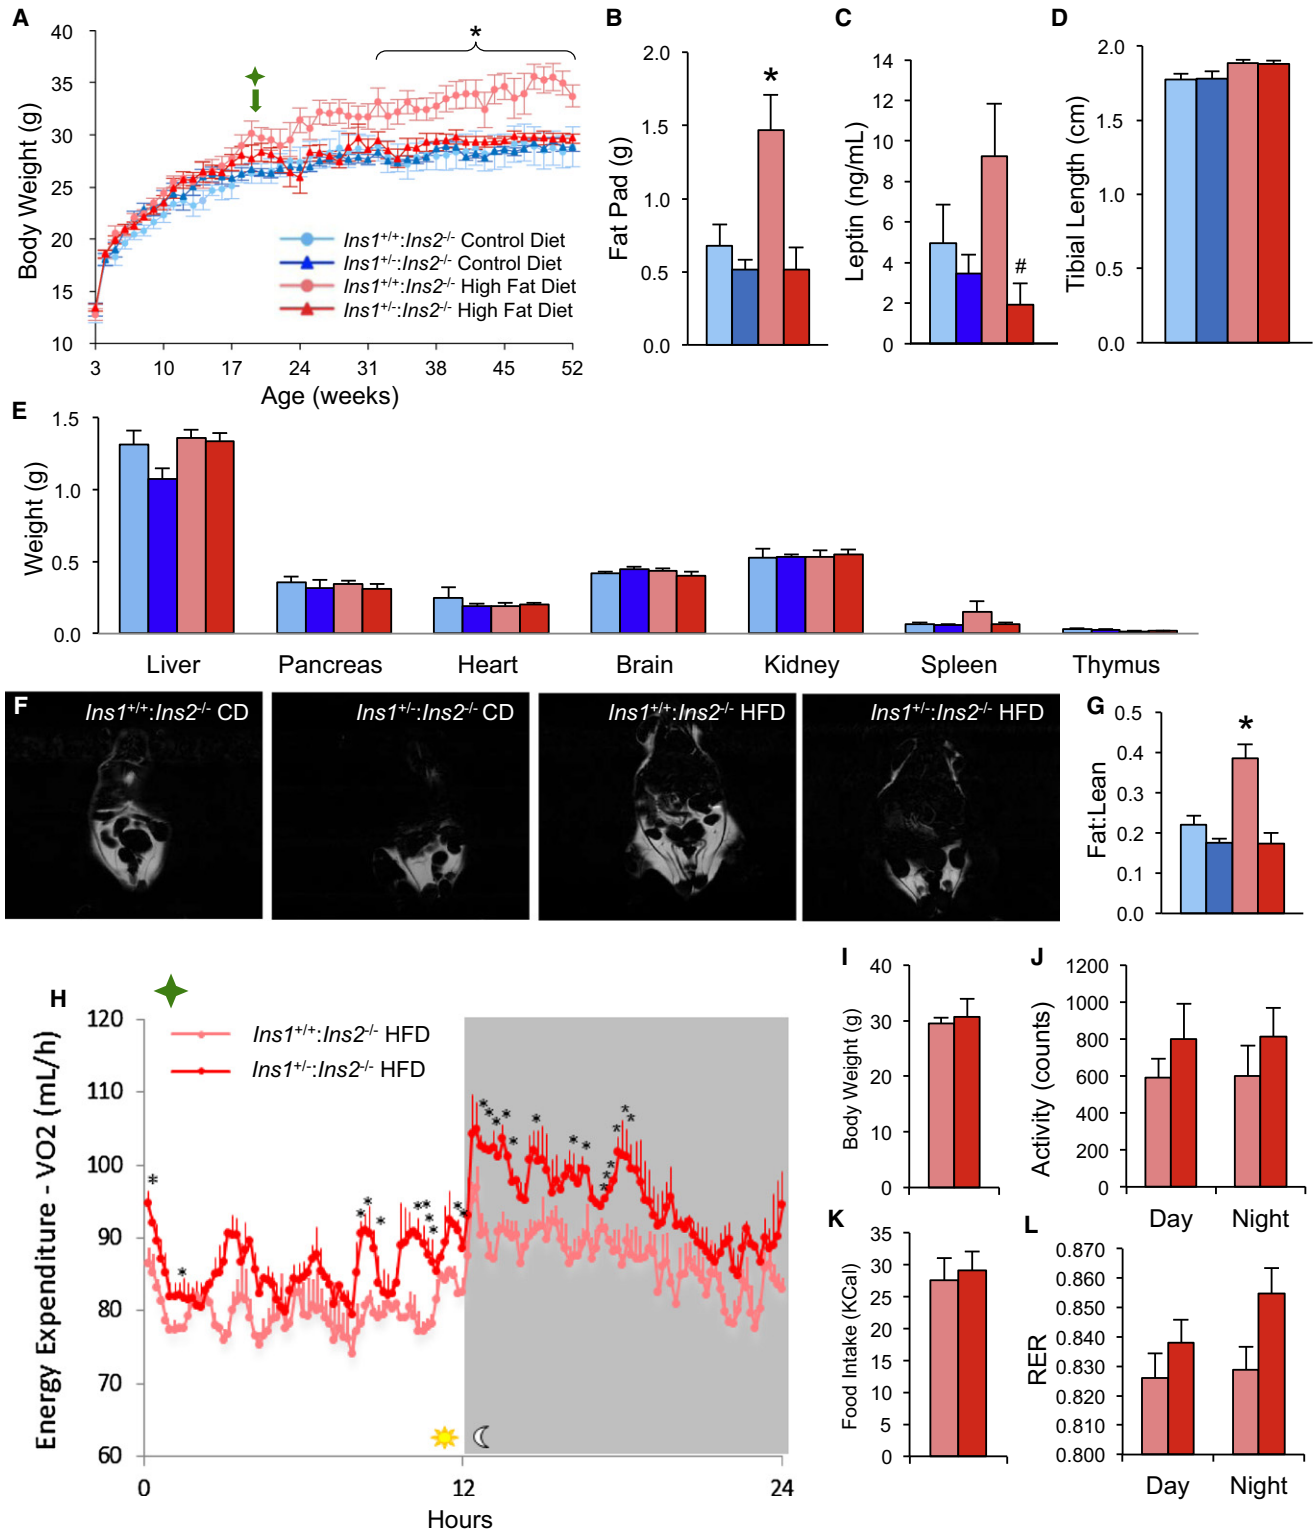 A
Body Weight (g)
40
35
30
25
20
15
10
*
Ins1+/+:Ins2-/- Control Diet
Ins1+/-:Ins2-/- Control Diet
Ins1+/+:Ins2-/- High Fat Diet
Ins1+/-:Ins2-/- High Fat Diet
3 10 17 24 31 38 45 52
Age (weeks)
B
Fat Pad (g)
2.0
1.5
1.0
0.5
0.0
*
C
Leptin (ng/mL)
14
12
10
8
6
4
2
0
#
D
Tibial Length (cm)
2.0
1.5
1.0
0.5
0.0
E
Weight (g)
1.5
1.0
0.5
0.0
Liver Pancreas Heart Brain Kidney Spleen Thymus
F
Ins1+/+:Ins2-/- CD
Ins1+/-:Ins2-/- CD
Ins1+/+:Ins2-/- HFD
Ins1+/-:Ins2-/- HFD
G
Fat:Lean
0.5
0.4
0.3
0.2
0.1
0.0
*
H
Energy Expenditure - VO2 (mL/h)
120
110
100
90
80
70
60
Ins1+/+:Ins2-/- HFD
Ins1+/-:Ins2-/- HFD
0 12 24
Hours
I
Body Weight (g)
40
30
20
10
0
J
Activity (counts)
1200
1000
800
600
400
200
0
Day Night
K
Food Intake (KCal)
35
30
25
20
15
10
5
0
L
RER
0.870
0.860
0.850
0.840
0.830
0.820
0.810
0.800
Day Night